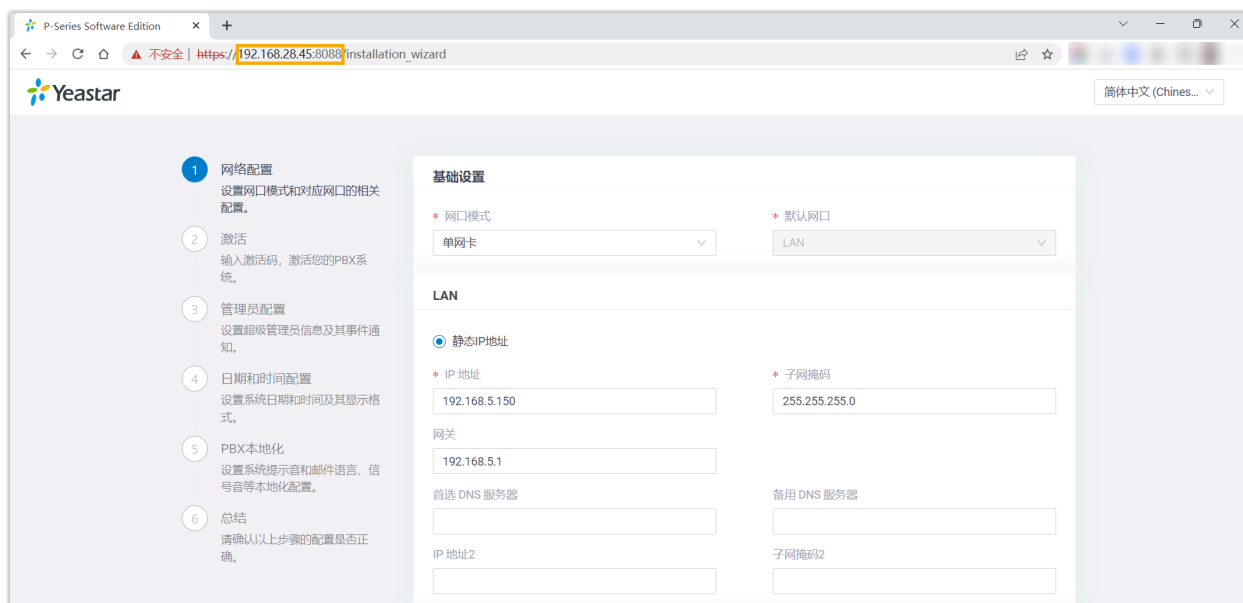 P-Series Software Edition
不安全 | https://192.168.28.45:8088/installation_wizard
Yeastar
简体中文 (Chines...
1 网络配置
设置网口模式和对应网口的相关
配置。
2 激活
输入激活码，激活您的PBX系
统。
3 管理员配置
设置超级管理员信息及其事件通
知。
4 日期和时间配置
设置系统日期和时间及其显示格
式。
5 PBX本地化
设置系统提示音和邮件语言、信
号音等本地化配置。
6 总结
请确认以上步骤的配置是否正
确。
基础设置
* 网口模式
单网卡
* 默认网口
LAN
LAN
静态IP地址
* IP 地址
192.168.5.150
* 子网掩码
255.255.255.0
网关
192.168.5.1
首选 DNS 服务器
备用 DNS 服务器
IP 地址2
子网掩码2